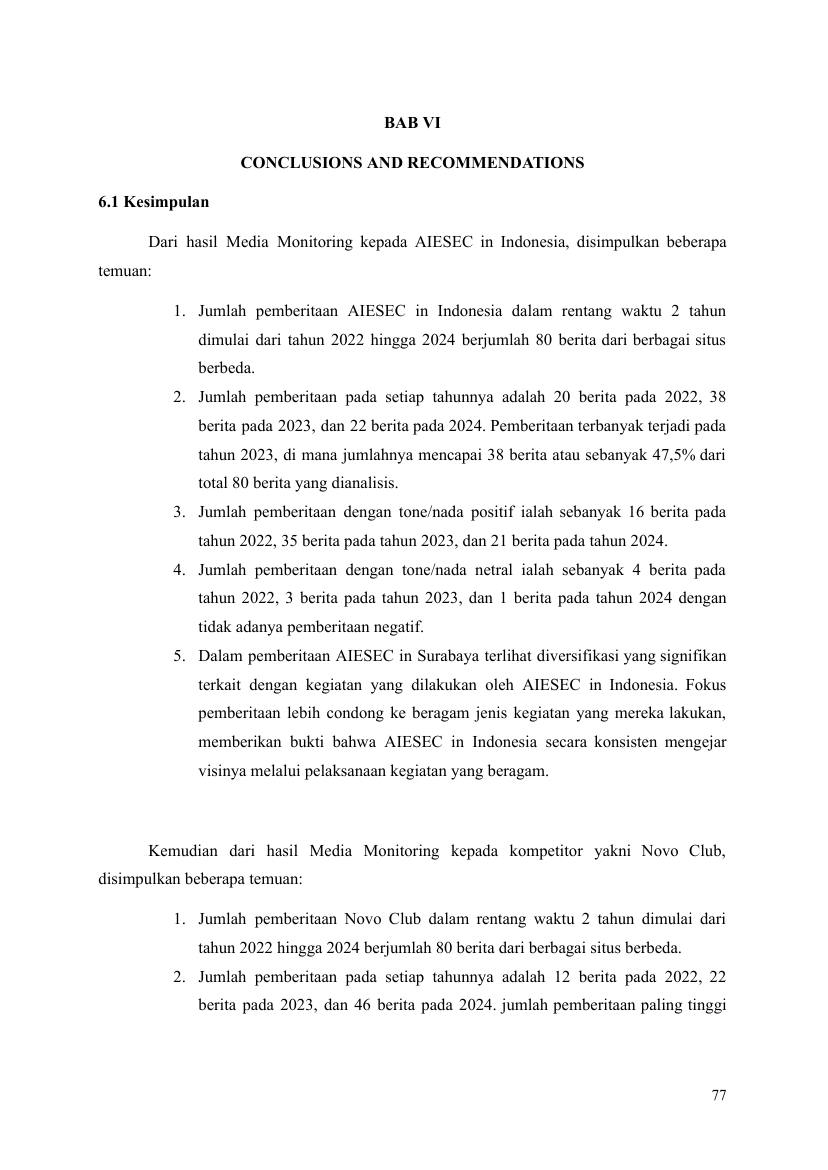 BAB VI
CONCLUSIONS AND RECOMMENDATIONS
6.1 Kesimpulan
Dari hasil Media Monitoring kepada AIESEC in Indonesia, disimpulkan beberapa
temuan:
1. Jumlah pemberitaan AIESEC in Indonesia dalam rentang waktu 2 tahun
dimulai dari tahun 2022 hingga 2024 berjumlah 80 berita dari berbagai situs
berbeda.
2. Jumlah pemberitaan pada setiap tahunnya adalah 20 berita pada 2022, 38
berita pada 2023, dan 22 berita pada 2024. Pemberitaan terbanyak terjadi pada
tahun 2023, di mana jumlahnya mencapai 38 berita atau sebanyak 47,5% dari
total 80 berita yang dianalisis.
3. Jumlah pemberitaan dengan tone/nada positif ialah sebanyak 16 berita pada
tahun 2022, 35 berita pada tahun 2023, dan 21 berita pada tahun 2024.
4. Jumlah pemberitaan dengan tone/nada netral ialah sebanyak 4 berita pada
tahun 2022, 3 berita pada tahun 2023, dan 1 berita pada tahun 2024 dengan
tidak adanya pemberitaan negatif.
5. Dalam pemberitaan AIESEC in Surabaya terlihat diversifikasi yang signifikan
terkait dengan kegiatan yang dilakukan oleh AIESEC in Indonesia. Fokus
pemberitaan lebih condong ke beragam jenis kegiatan yang mereka lakukan,
memberikan bukti bahwa AIESEC in Indonesia secara konsisten mengejar
visinya melalui pelaksanaan kegiatan yang beragam.
Kemudian dari hasil Media Monitoring kepada kompetitor yakni Novo Club,
disimpulkan beberapa temuan:
1. Jumlah pemberitaan Novo Club dalam rentang waktu 2 tahun dimulai dari
tahun 2022 hingga 2024 berjumlah 80 berita dari berbagai situs berbeda.
2. Jumlah pemberitaan pada setiap tahunnya adalah 12 berita pada 2022, 22
berita pada 2023, dan 46 berita pada 2024. jumlah pemberitaan paling tinggi
77